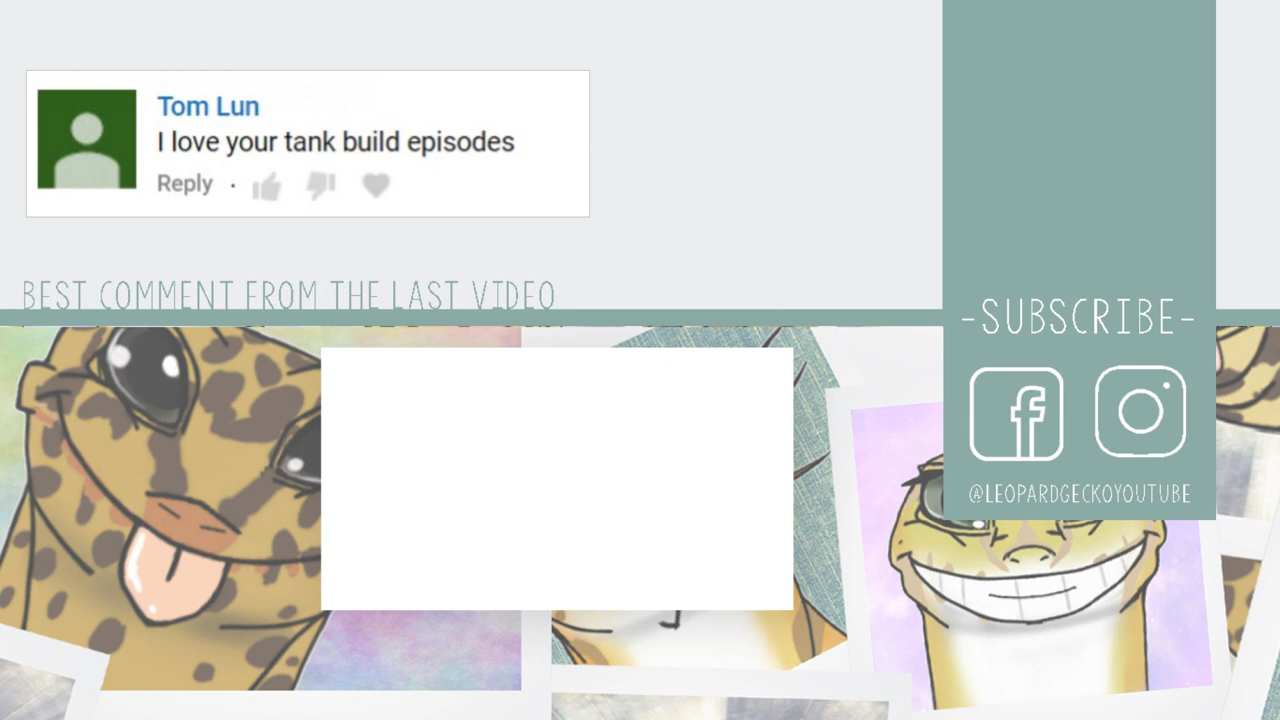 Tom Lun
I love your tank build episodes
Reply ·
BEST COMMENT FROM THE LAST VIDEO
-SUBSCRIBE-
@LEOPARDGECKOYOUTUBE